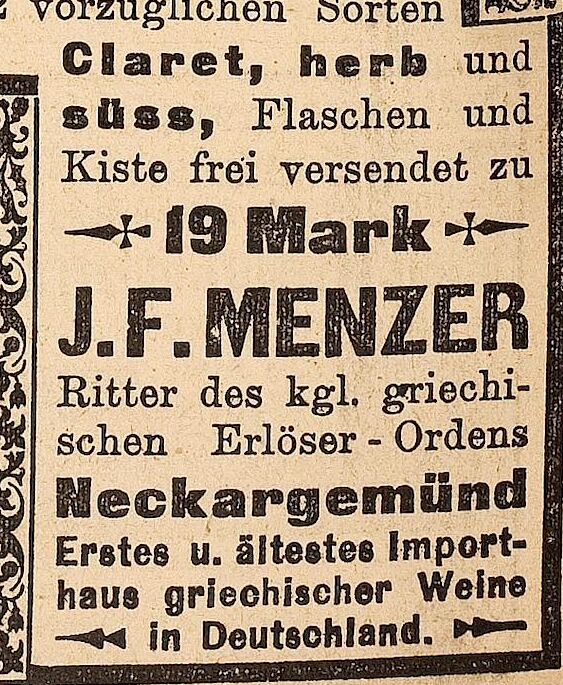 vorzüglichen Sorten
Claret, herb und
süss, Flaschen und
Kiste frei versendet zu
19 Mark
J. F. MENZER
Ritter des kgl. griechi-
schen Erlöser - Ordens
Neckargemünd
Erstes u. ältestes Import-
haus griechischer Weine
in Deutschland.